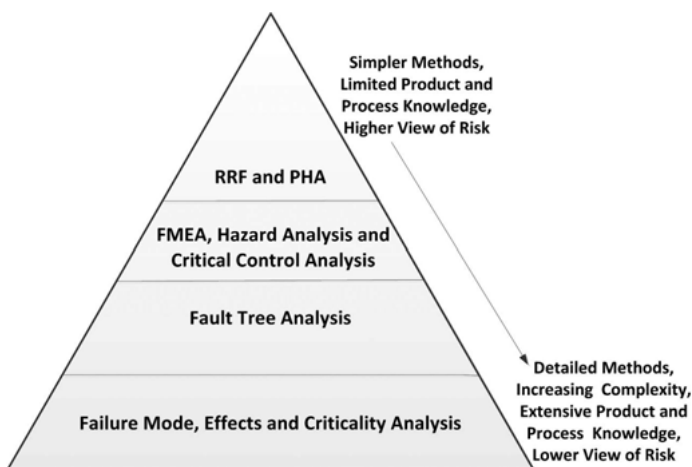 Simpler Methods,
Limited Product and
Process Knowledge,
Higher View of Risk
RRF and PHA
FMEA, Hazard Analysis and
Critical Control Analysis
Fault Tree Analysis
Failure Mode, Effects and Criticality Analysis
Detailed Methods,
Increasing Complexity,
Extensive Product and
Process Knowledge,
Lower View of Risk